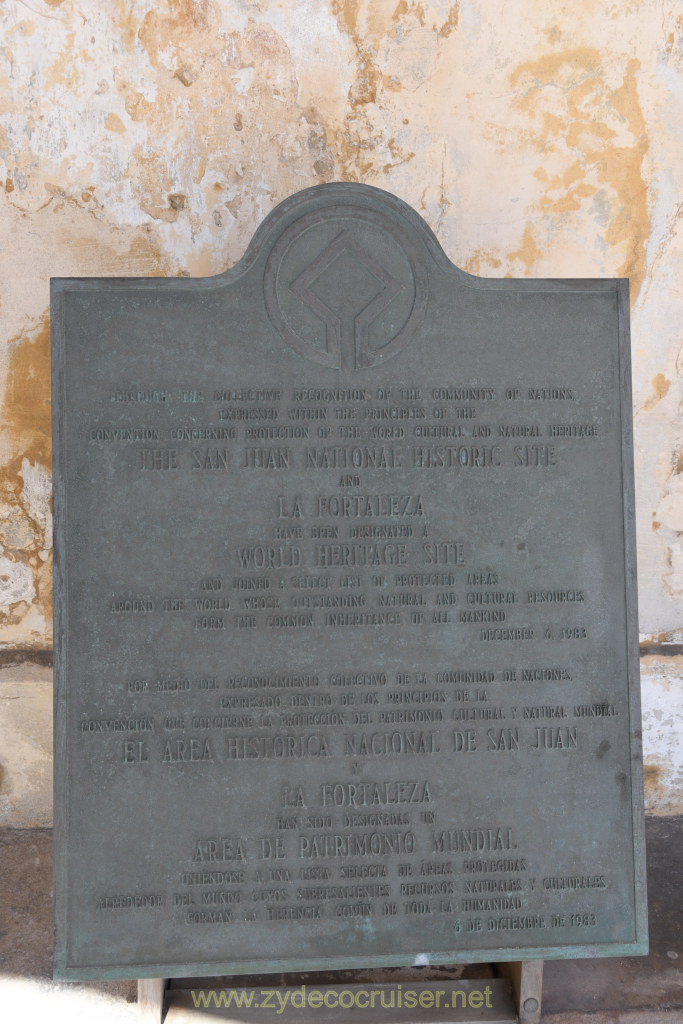 THROUGH THE COLLECTIVE RECOGNITION OF THE COMMUNITY OF NATIONS,
EXPRESSED WITHIN THE PRINCIPLES OF THE
CONVENTION CONCERNING PROTECTION OF THE WORLD CULTURAL AND NATURAL HERITAGE
THE SAN JUAN NATIONAL HISTORIC SITE
AND
LA FORTALEZA
HAVE BEEN DESIGNATED A
WORLD HERITAGE SITE
AND JOINED A SELECT LIST OF PROTECTED AREAS
AROUND THE WORLD WHOSE OUTSTANDING NATURAL AND CULTURAL RESOURCES
FORM THE COMMON INHERITANCE OF ALL MANKIND
DECEMBER 6, 1983
POR MEDIO DEL RECONOCIMIENTO COLECTIVO DE LA COMUNIDAD DE NACIONES,
EXPRESADO DENTRO DE LOS PRINCIPIOS DE LA
CONVENCION QUE CONCIERNE LA PROTECCIÓN DEL PATRIMONIO CULTURAL Y NATURAL MUNDIAL
EL AREA HISTORICA NACIONAL DE SAN JUAN
Y
LA FORTALEZA
HAN SIDO DESIGNADAS UN
AREA DE PATRIMONIO MUNDIAL
UNIENDOSE A UNA LISTA SELECTA DE ÁREAS PROTEGIDAS
ALREDEDOR DEL MUNDO CUYOS SOBRESALIENTES RECURSOS NATURALES Y CULTURALES
FORMAN LA HERENCIA COMÚN DE TODA LA HUMANIDAD
6 DE DICIEMBRE DE 1983
www.zydecocruiser.net